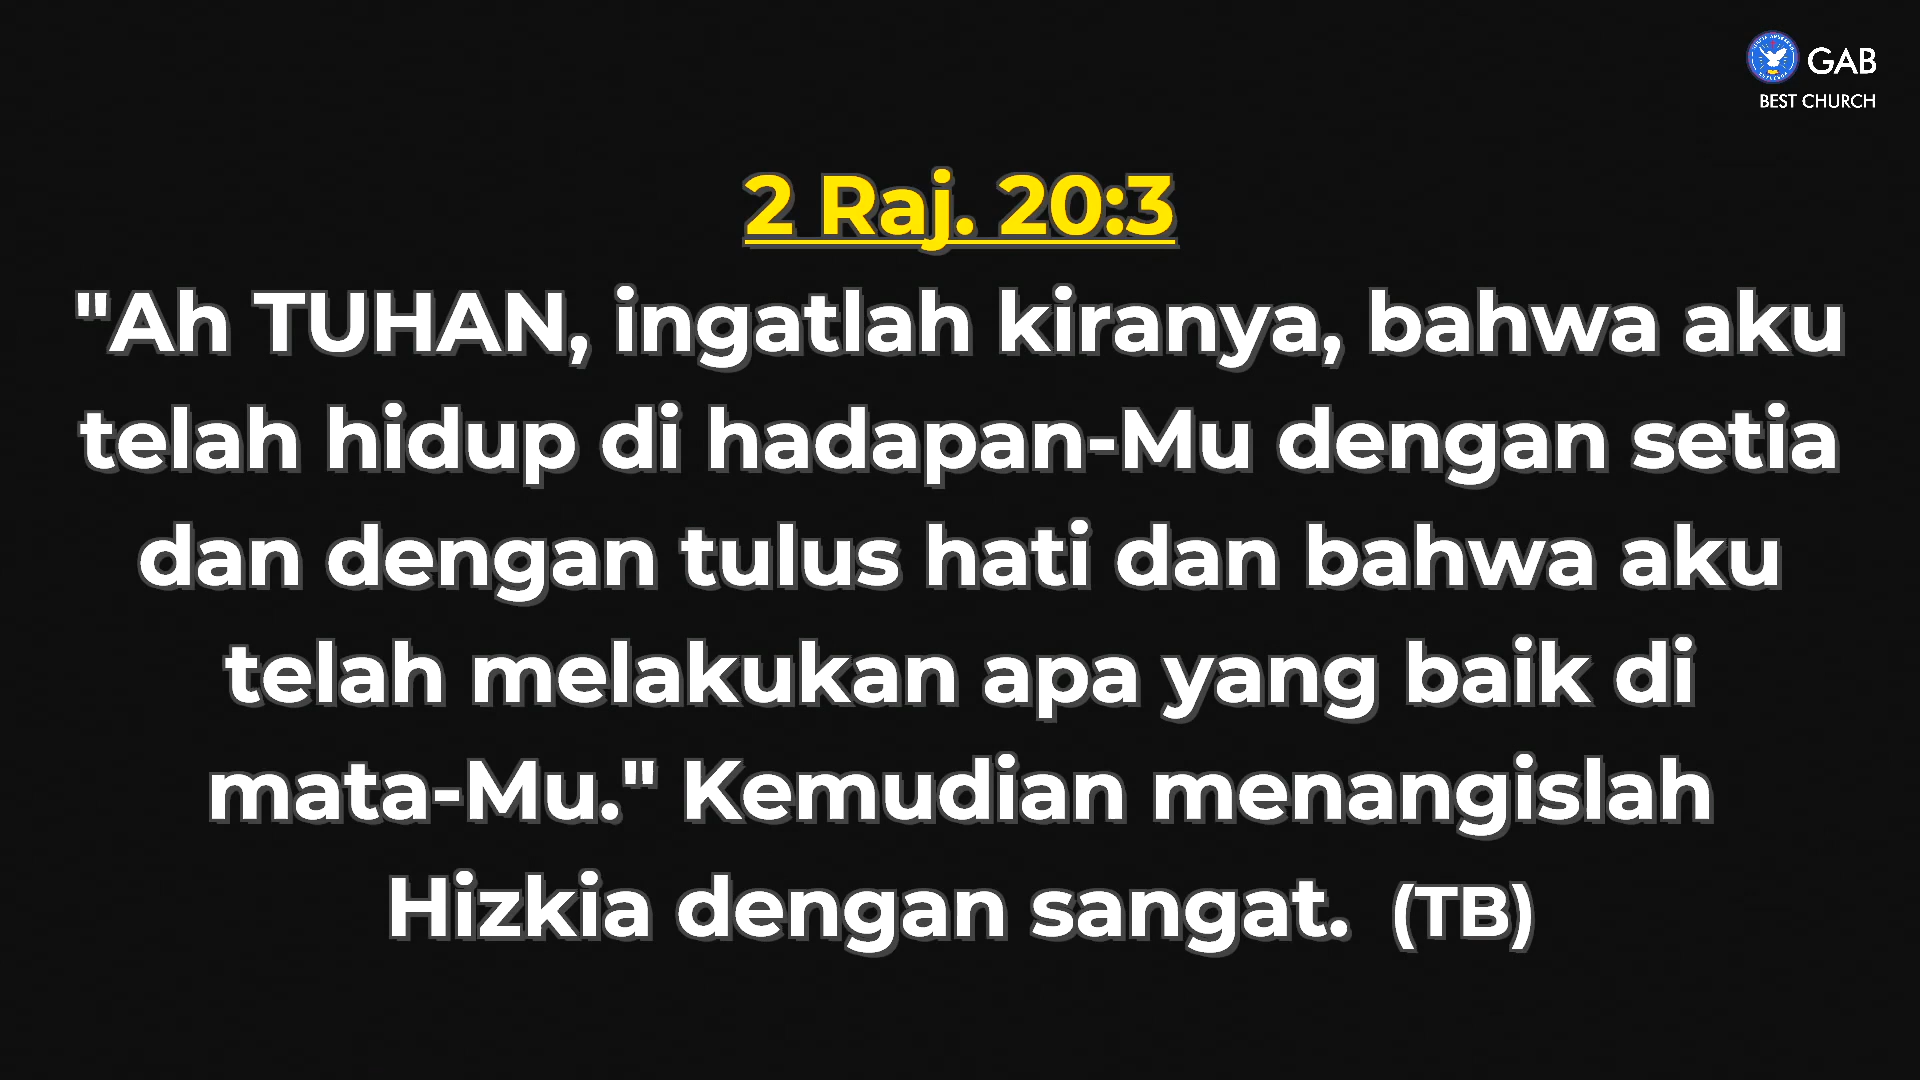 GAB
BEST CHURCH
2 Raj. 20:3
"Ah TUHAN, ingatlah kiranya, bahwa aku
telah hidup di hadapan-Mu dengan setia
dan dengan tulus hati dan bahwa aku
telah melakukan apa yang baik di
mata-Mu." Kemudian menangislah
Hizkia dengan sangat. (TB)